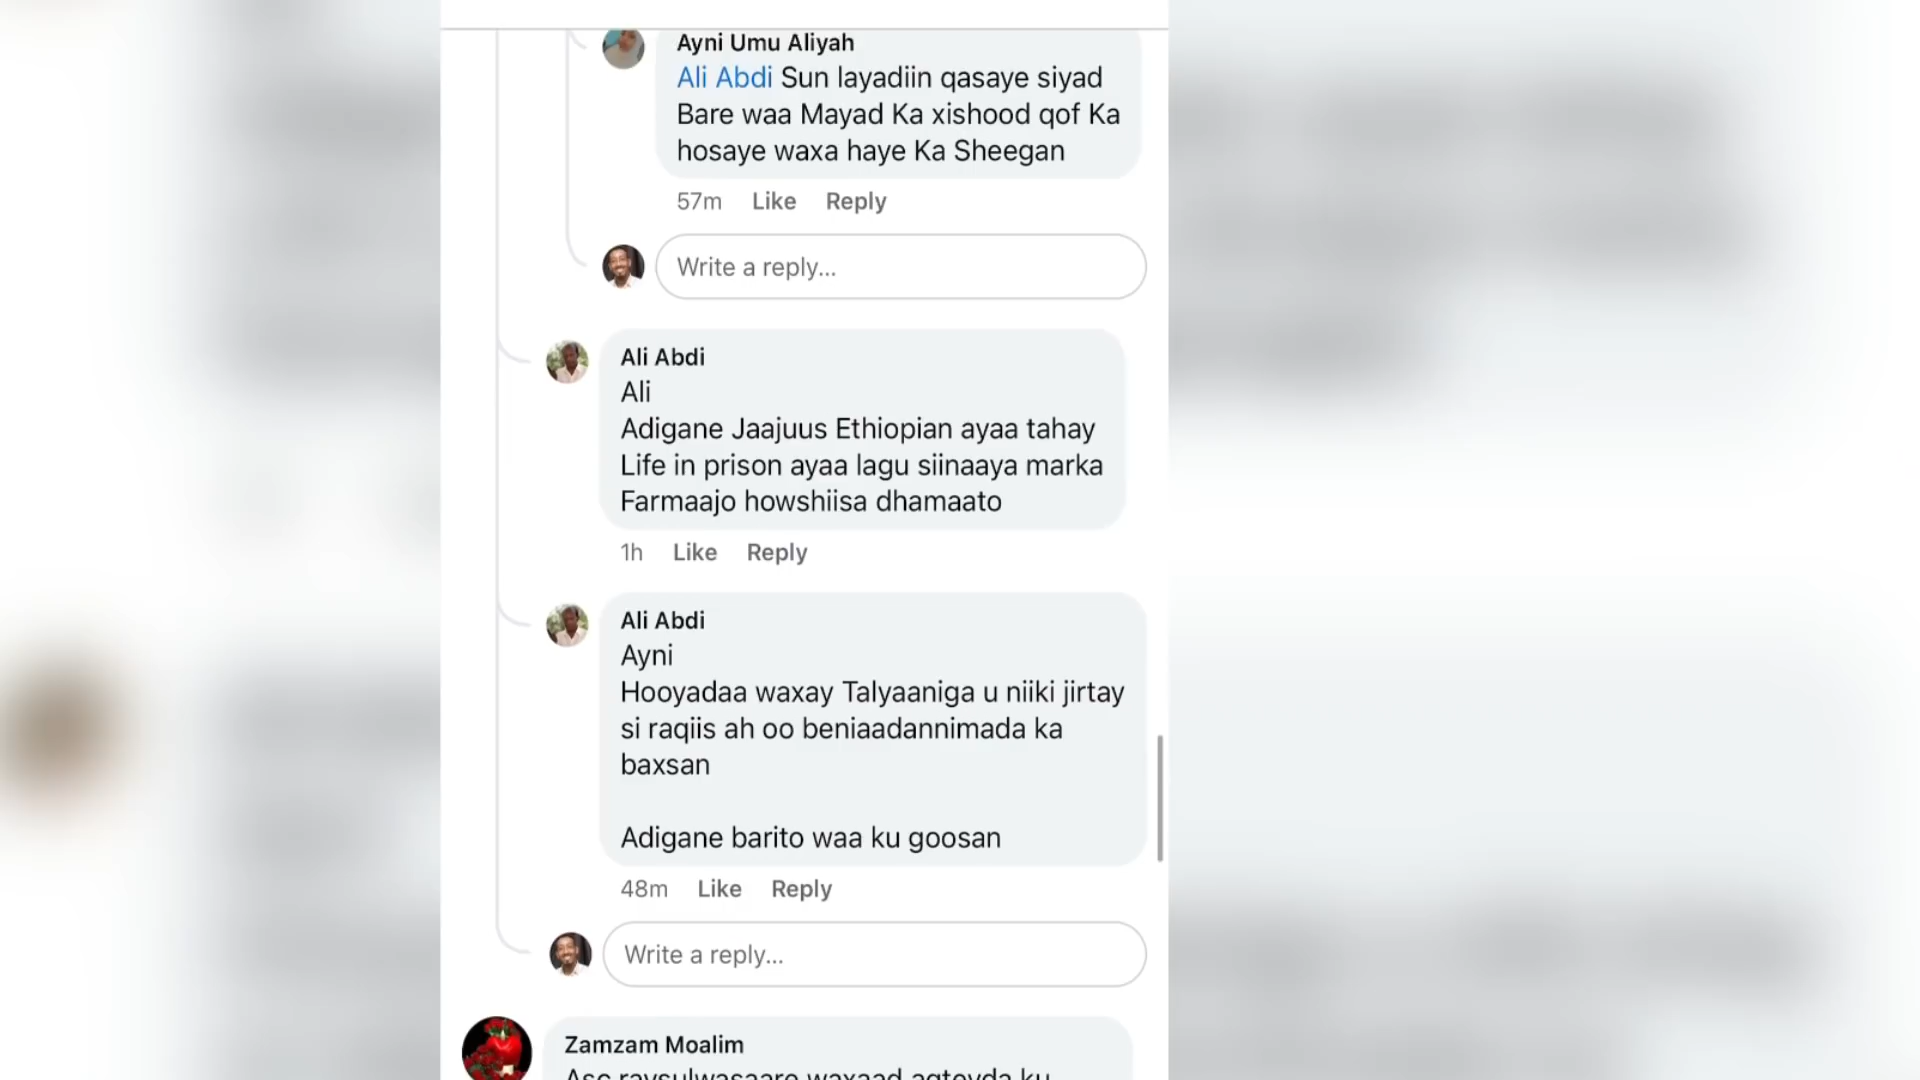 Ayni Umu Aliyah
Ali Abdi Sun layadiin qasaye siyad
Bare waa Mayad Ka xishood qof Ka
hosaye waxa haye Ka Sheegan
57m Like Reply
Write a reply...
Ali Abdi
Ali
Adigane Jaajuus Ethiopian ayaa tahay
Life in prison ayaa lagu siinaaya marka
Farmaajo howshiisa dhamaato
1h Like Reply
Ali Abdi
Ayni
Hooyadaa waxay Talyaaniga u niiki jirtay
si raqiis ah oo beniaadannimada ka
baxsan
Adigane barito waa ku goosan
48m Like Reply
Write a reply...
Zamzam Moalim
Asc raysulwasaare waxaad aqteyda ku